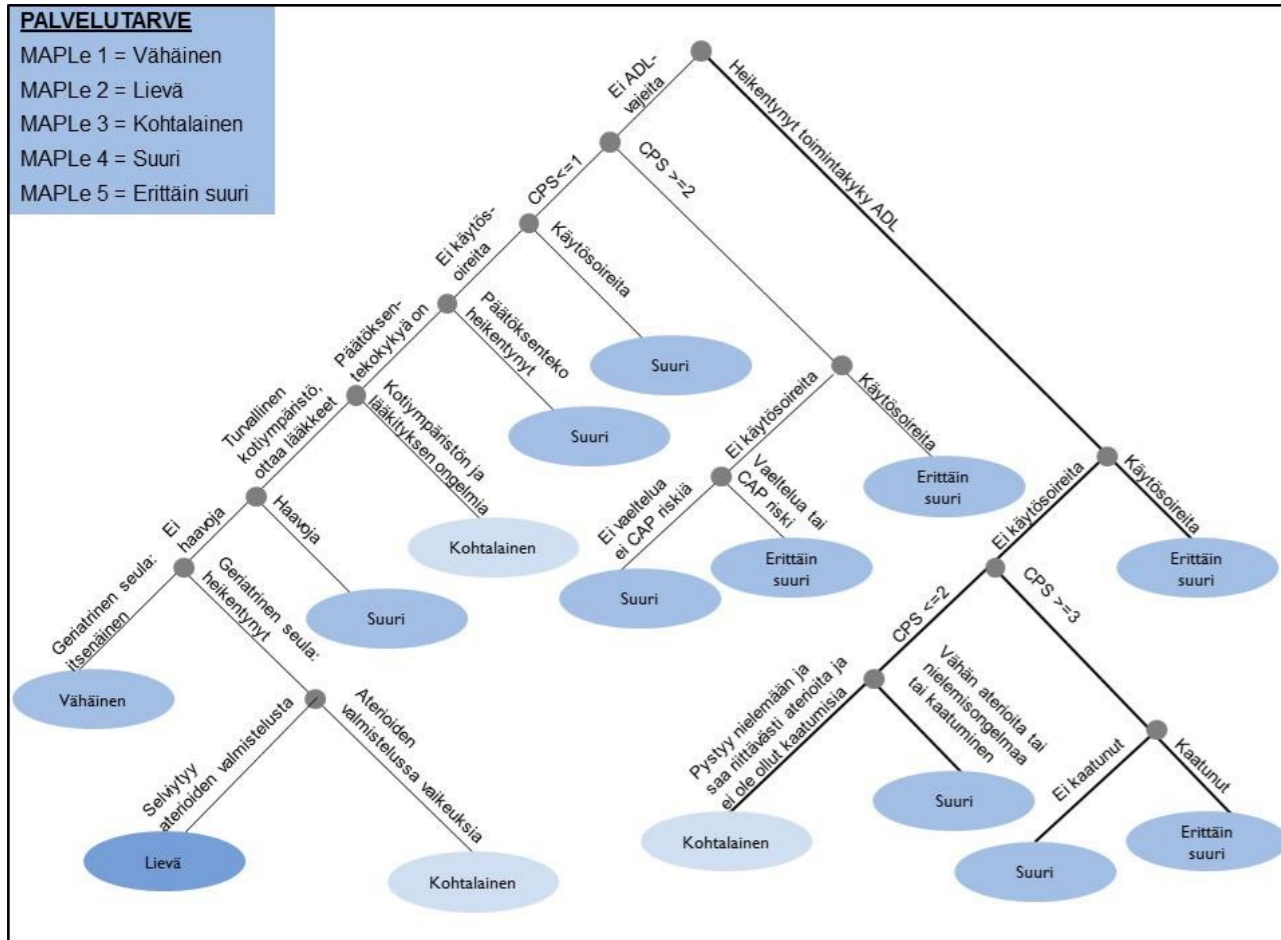 PALVELUTARVE
MAPLe 1 = Vähäinen
MAPLe 2 = Lievä
MAPLe 3 = Kohtalainen
MAPLe 4 = Suuri
MAPLe 5 = Erittäin suuri
Ei ADL-
vajeita
Heikentynyt toimintakyky ADL
CPS<=1
CPS >=2
Ei käytös-
oireita
Käytösoireita
Päätöksen-
tekokykyä on
Päätöksenteko
heikentynyt
Suuri
Suuri
Turvallinen
kotiympäristö,
ottaa lääkkeet
Kotiympäristön ja
lääkityksen ongelmia
Kohtalainen
Ei
haavoja
Haavoja
Suuri
Geriatrinen seula:
itsenäinen
Geriatrinen seula:
heikentynyt
Vähäinen
Selviytyy
aterioiden valmistelusta
Aterioiden
valmistelussa vaikeuksia
Lievä
Kohtalainen
Ei käytösoireita
Käytösoireita
Erittäin
suuri
Ei vaeltelua
ei CAP riskiä
Vaeltelua tai
CAP riski
Suuri
Erittäin
suuri
Ei käytösoireita
Käytösoireita
Erittäin
suuri
CPS <=2
CPS >=3
Pystyy nielemään ja
saa riittävästi aterioita ja
ei ole ollut kaatumisia
Vähän aterioita tai
nielemisongelmaa
tai kaatuminen
Kohtalainen
Suuri
Ei kaatunut
Kaatunut
Suuri
Erittäin
suuri